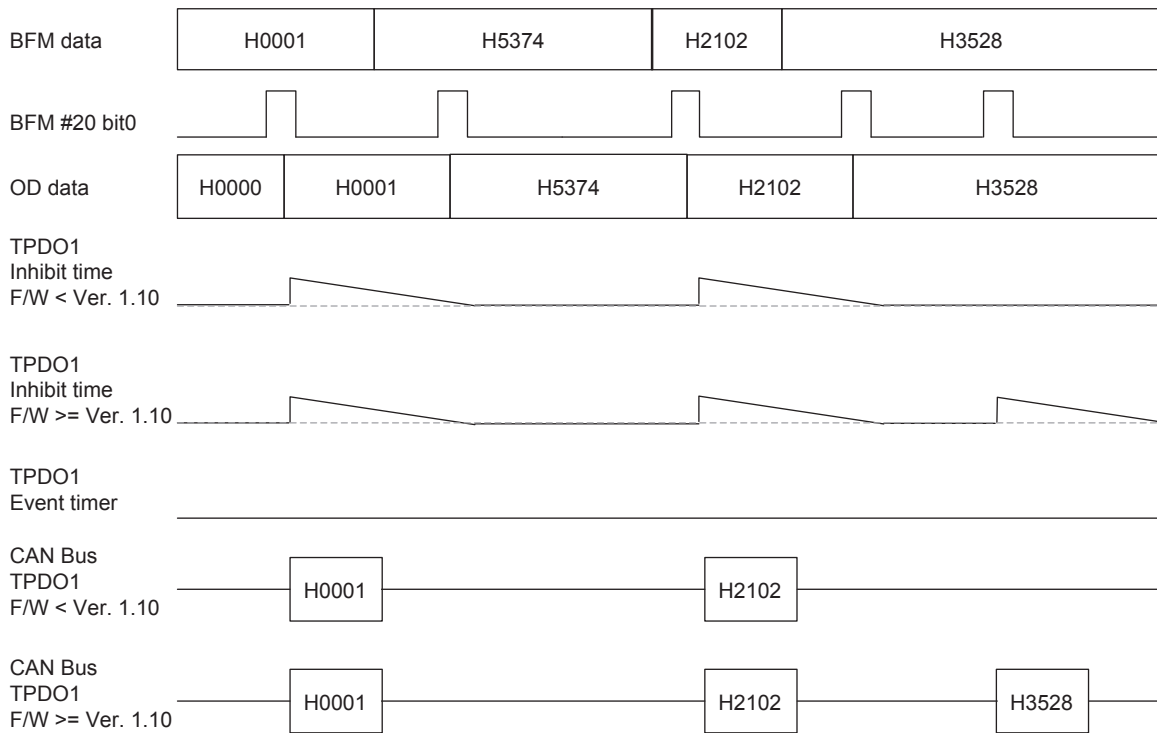 BFM data H0001 H5374 H2102 H3528
BFM #20 bit0
OD data H0000 H0001 H5374 H2102 H3528
TPDO1
Inhibit time
F/W < Ver. 1.10
TPDO1
Inhibit time
F/W >= Ver. 1.10
TPDO1
Event timer
CAN Bus
TPDO1
F/W < Ver. 1.10
H0001 H2102
CAN Bus
TPDO1
F/W >= Ver. 1.10
H0001 H2102 H3528